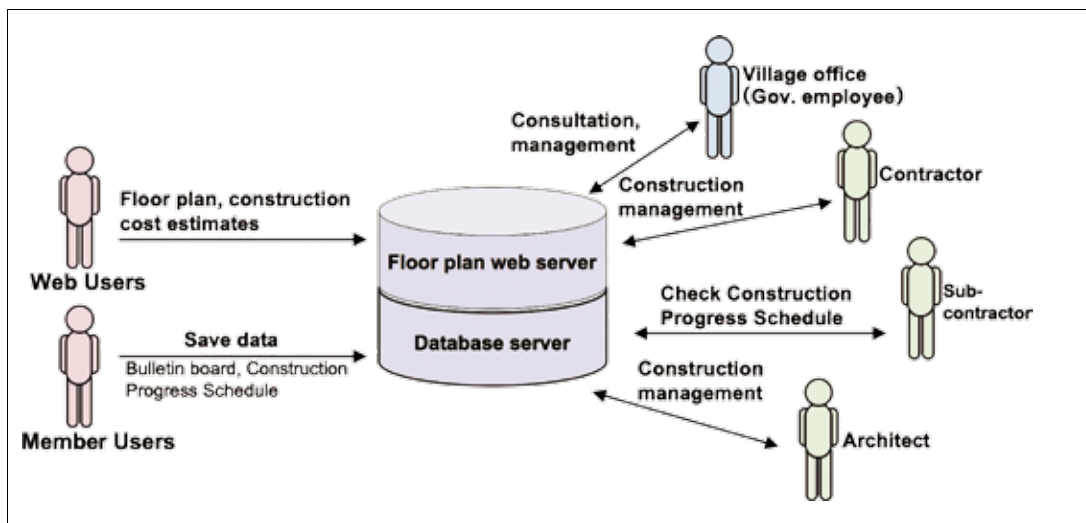 Village office
(Gov. employee)
Consultation,
management
Contractor
Construction
management
Floor plan, construction
cost estimates
Web Users
Floor plan web server
Sub-
contractor
Check Construction
Progress Schedule
Save data
Bulletin board, Construction
Progress Schedule
Database server
Construction
management
Member Users
Architect